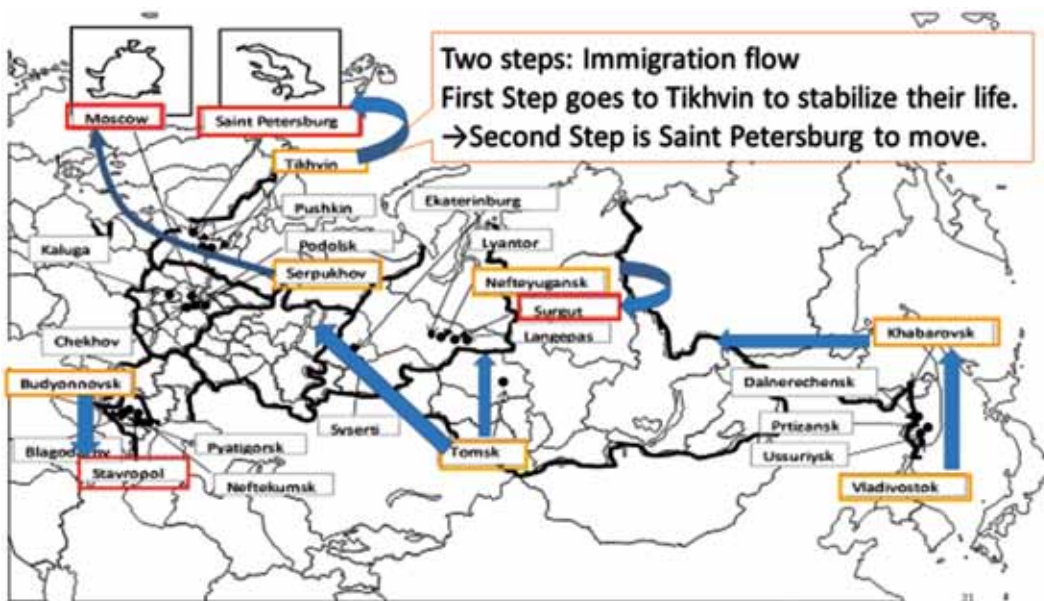 Two steps: Immigration flow
First Step goes to Tikhvin to stabilize their life.
→Second Step is Saint Petersburg to move.
Moscow
Saint Petersburg
Tikhvin
Pushkin
Ekaterinburg
Kaluga
Podolsk
Lyantor
Serpukhov
Nefteyugansk
Surgut
Langepas
Chekhov
Khabarovsk
Budyonnovsk
Dalnerechensk
Syserti
Prtizansk
Pyatigorsk
Tomsk
Ussuriysk
Stavropol
Neftekumsk
Vladivostok
21